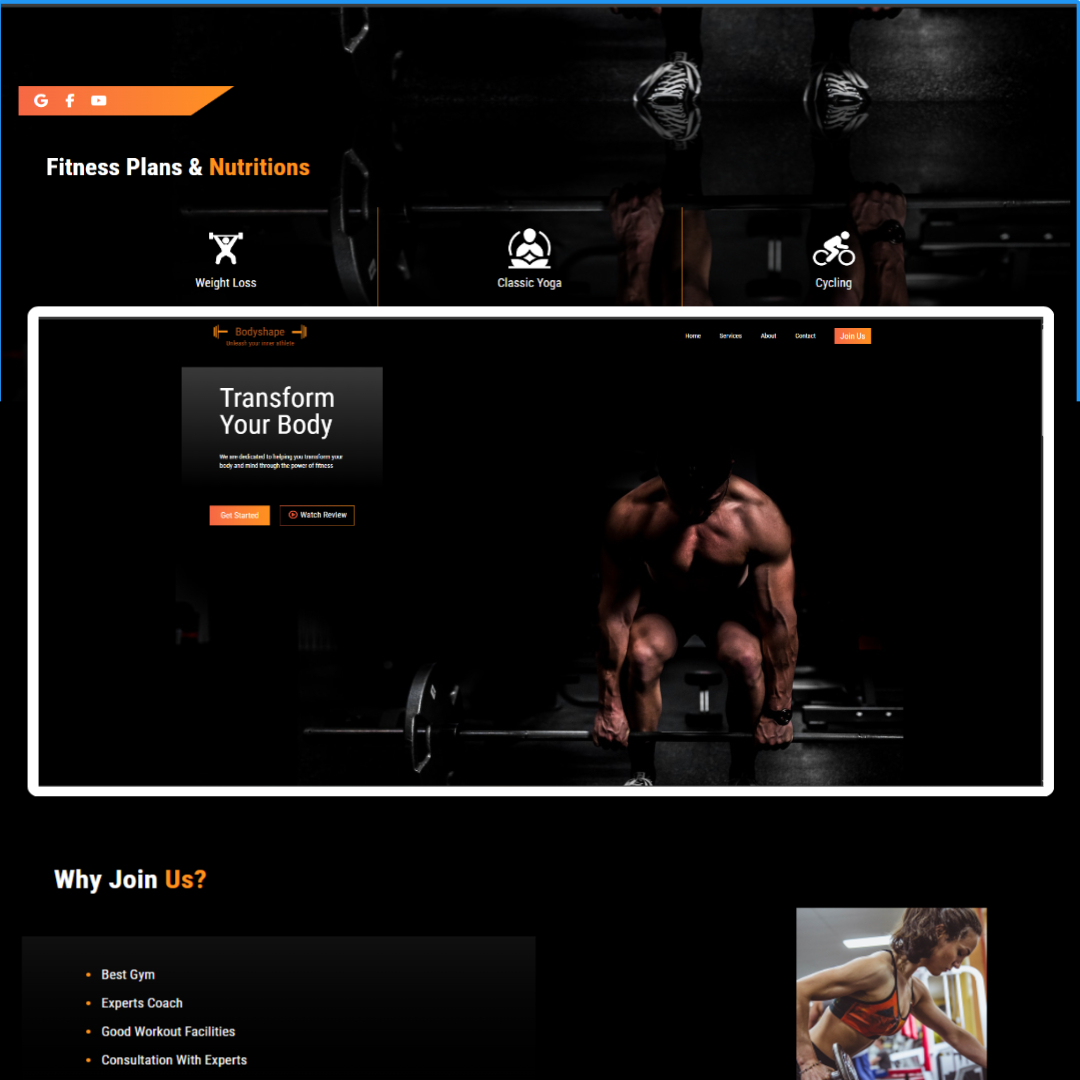 Fitness Plans & Nutritions
Weight Loss
Classic Yoga
Cycling
Bodyshape
Unleash your inner athlete
Home
Services
About
Contact
Join Us
Transform
Your Body
We are dedicated to helping you transform your
body and mind through the power of fitness
Get Started
Watch Review
Why Join Us?
Best Gym
Experts Coach
Good Workout Facilities
Consultation With Experts